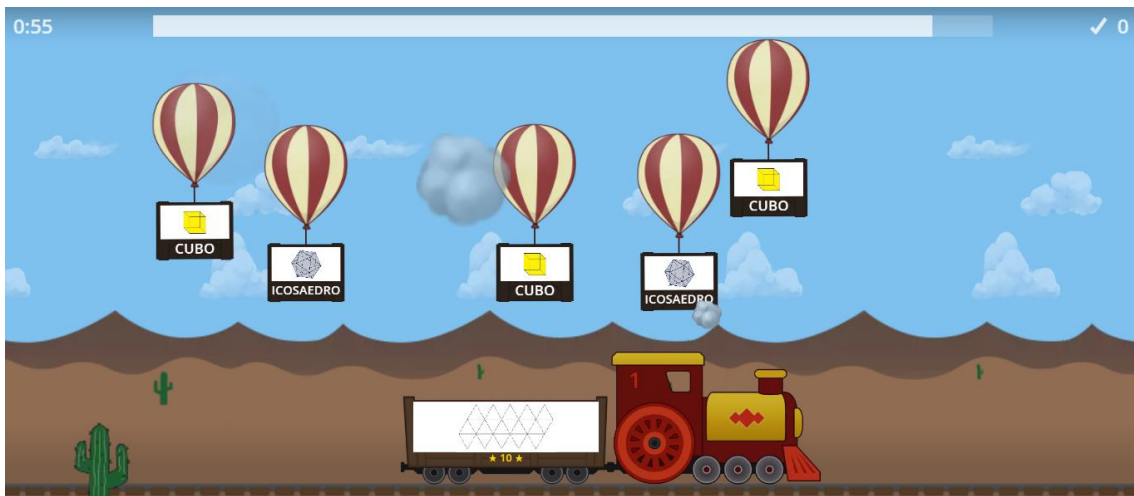 0:55
✓ 0
CUBO
CUBO
ICOSAEDRO
CUBO
ICOSAEDRO
1
★ 10 ★